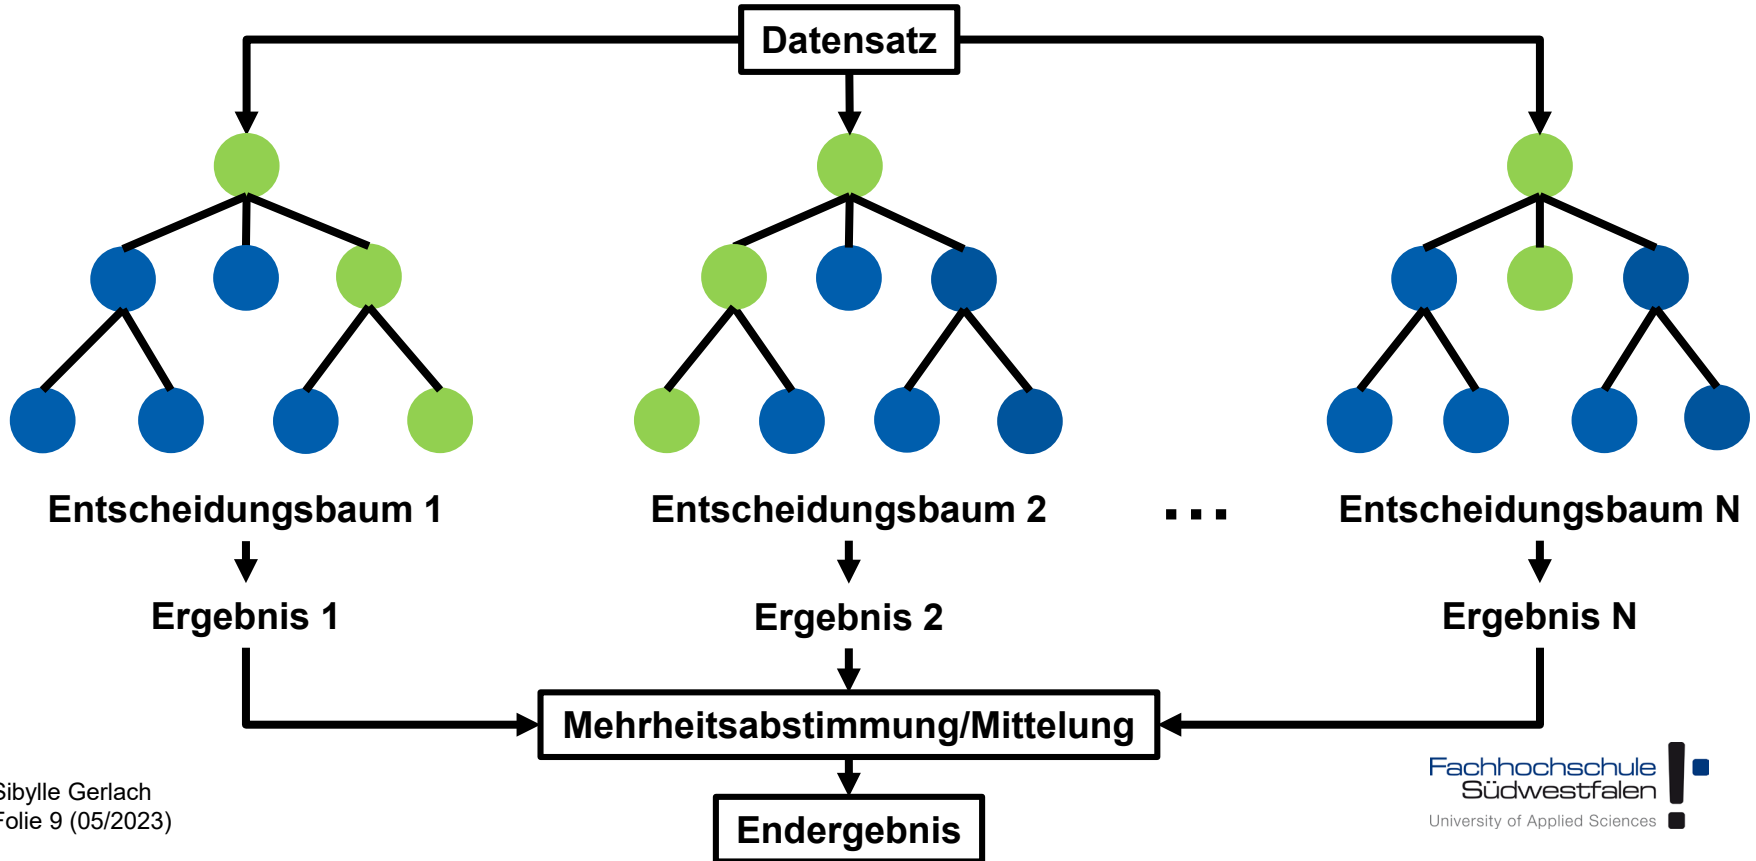 Datensatz
Entscheidungsbaum 1
Entscheidungsbaum 2
...
Entscheidungsbaum N
Ergebnis 1
Ergebnis 2
Ergebnis N
Mehrheitsabstimmung/Mittelung
Endergebnis
Sibylle Gerlach
Folie 9 (05/2023)
Fachhochschule
Südwestfalen
University of Applied Sciences